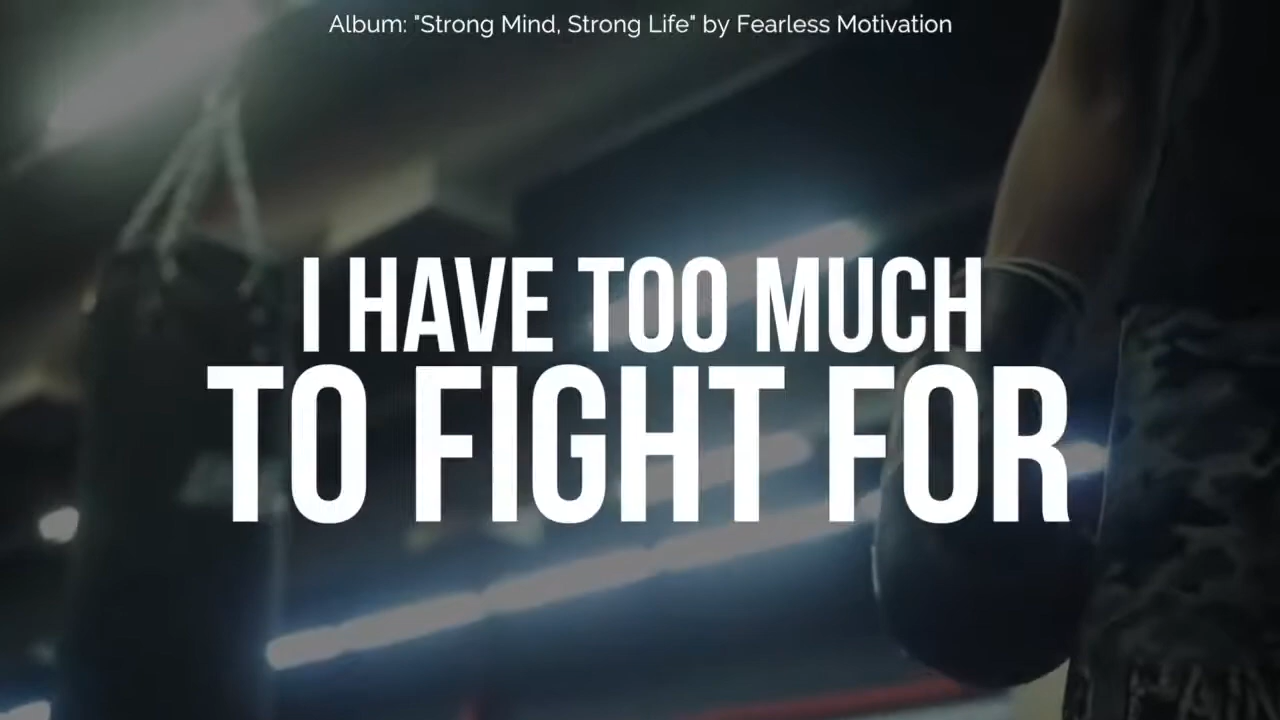 Album: "Strong Mind, Strong Life" by Fearless Motivation
I HAVE TOO MUCH
TO FIGHT FOR